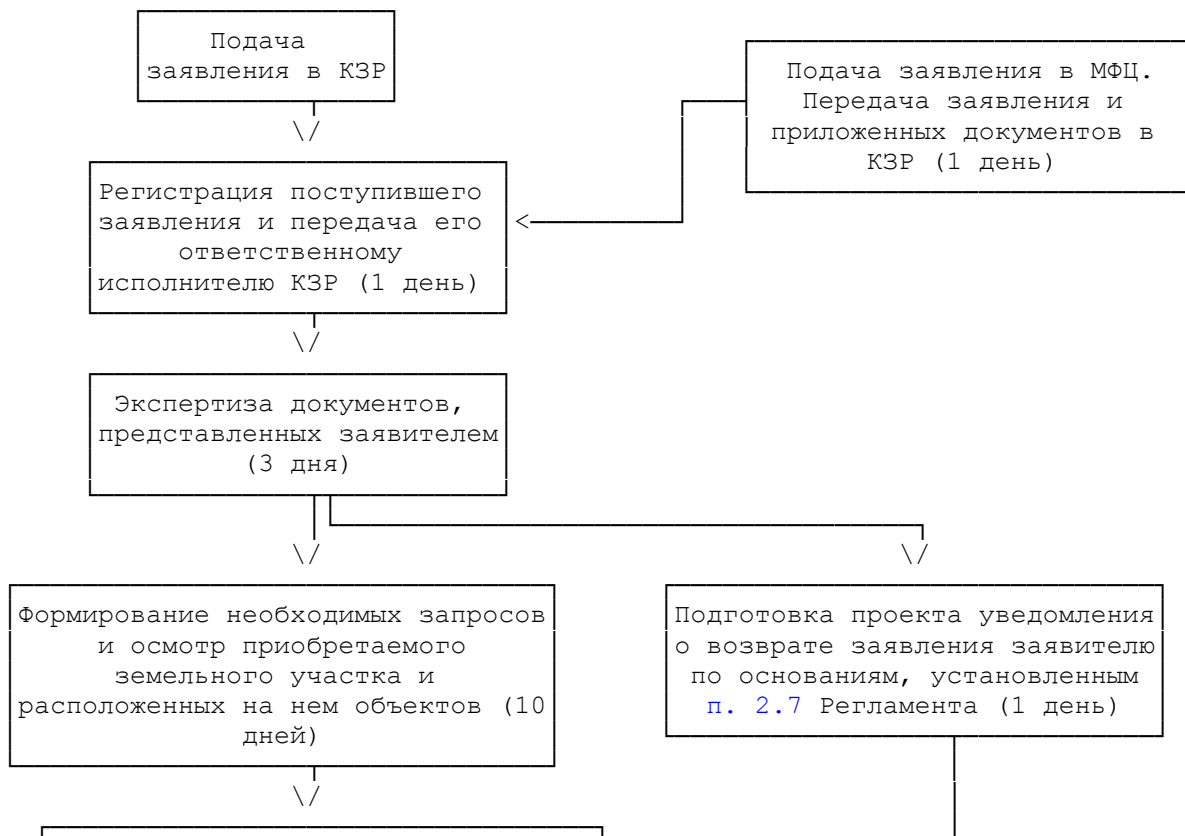 Подача
заявления в КЗР
Подача заявления в МФЦ.
Передача заявления и
приложенных документов в
КЗР (1 день)
Регистрация поступившего
заявления и передача его
ответственному
исполнителю КЗР (1 день)
Экспертиза документов,
представленных заявителем
(3 дня)
Формирование необходимых запросов
и осмотр приобретаемого
земельного участка и
расположенных на нем объектов (10
дней)
Подготовка проекта уведомления
о возврате заявления заявителю
по основаниям, установленным
п. 2.7 Регламента (1 день)